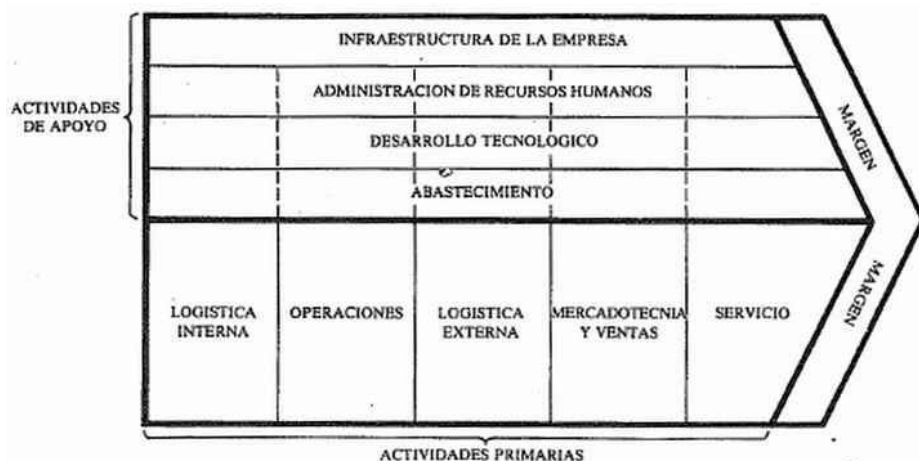 INFRAESTRUCTURA DE LA EMPRESA
ADMINISTRACION DE RECURSOS HUMANOS
ACTIVIDADES
DE APOYO
DESARROLLO TECNOLOGICO
ABASTECIMIENTO
MARGEN
LOGISTICA
INTERNA
OPERACIONES
LOGISTICA
EXTERNA
MERCADOTECNIA
Y VENTAS
SERVICIO
MARGEN
ACTIVIDADES PRIMARIAS